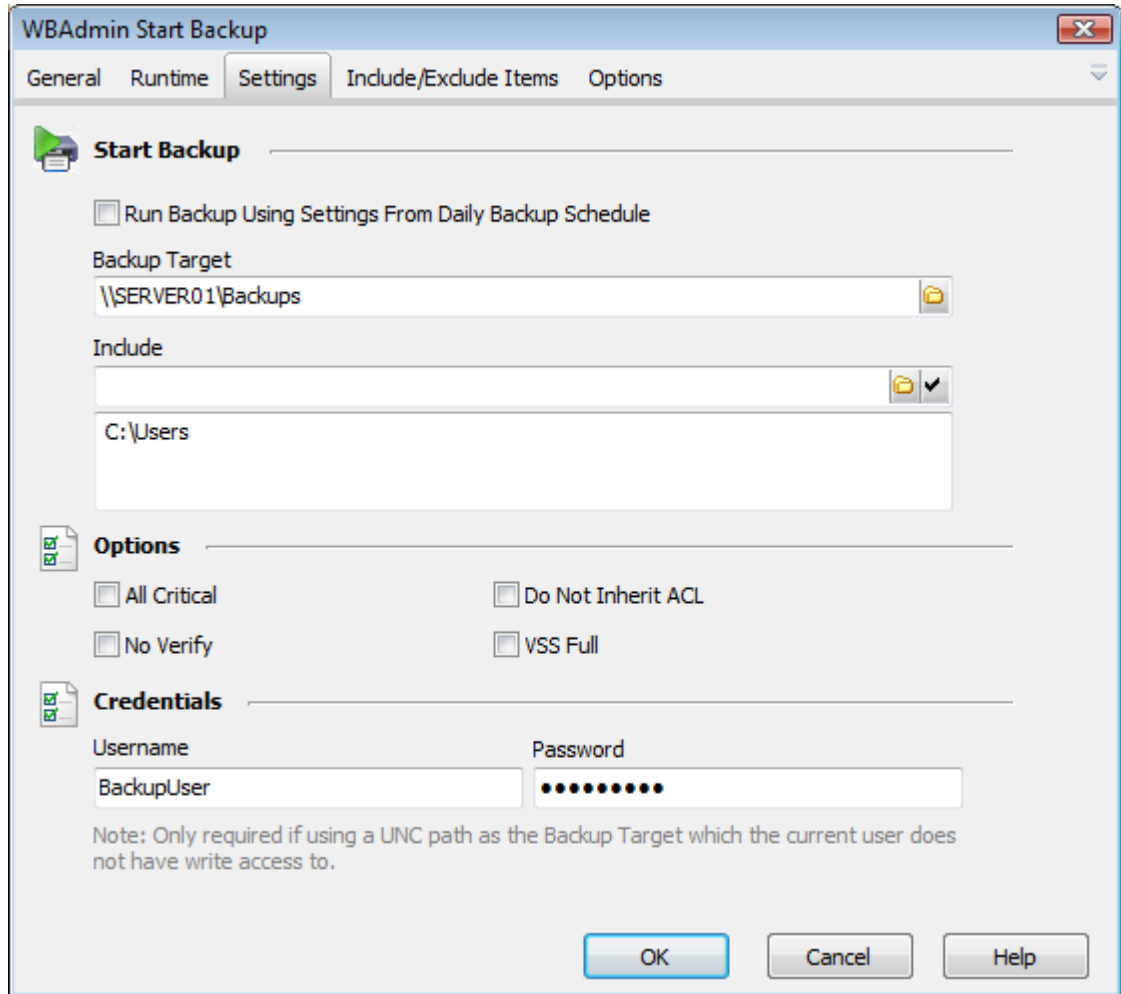 WBAdmin Start Backup
General Runtime Settings Include/Exclude Items Options
Start Backup
Run Backup Using Settings From Daily Backup Schedule
Backup Target
\\SERVER01\Backups
Include
C:\Users
Options
All Critical Do Not Inherit ACL
No Verify VSS Full
Credentials
Username Password
BackupUser •••••••••
Note: Only required if using a UNC path as the Backup Target which the current user does
not have write access to.
OK Cancel Help